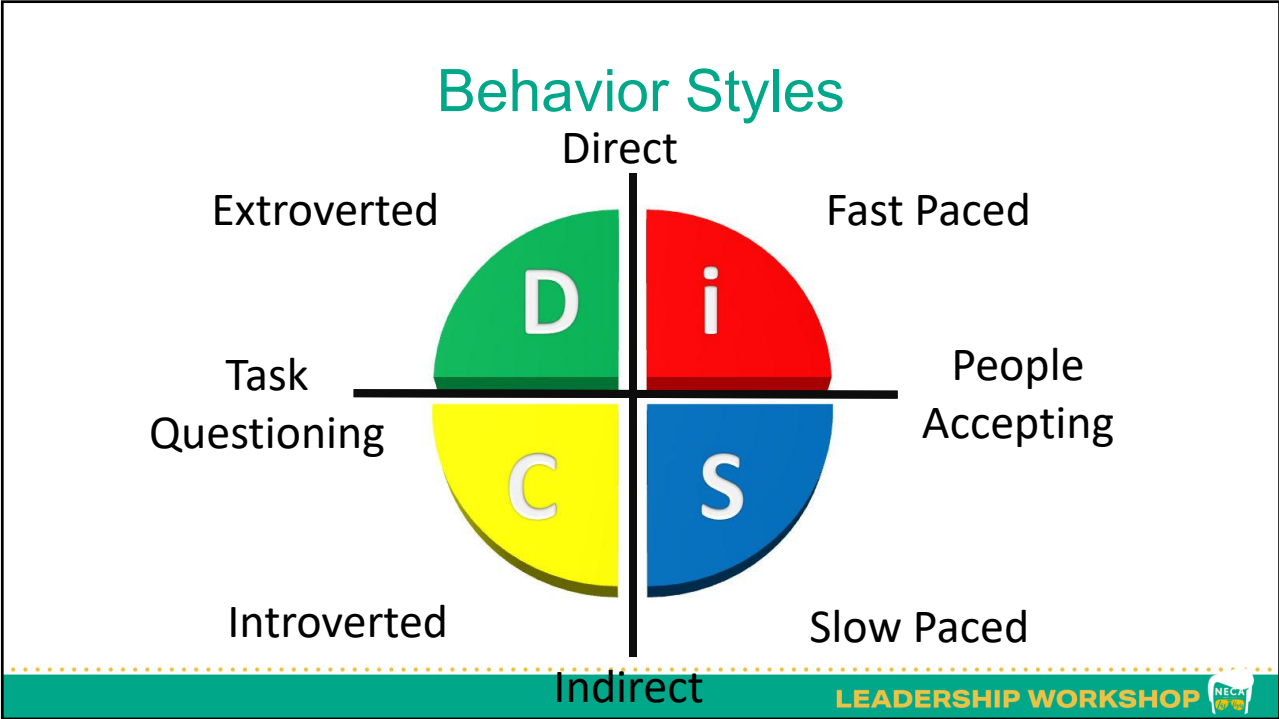 Behavior Styles
Direct
Extroverted
Fast Paced
D
i
Task
Questioning
People
Accepting
C
S
Introverted
Slow Paced
Indirect
LEADERSHIP WORKSHOP
NECA